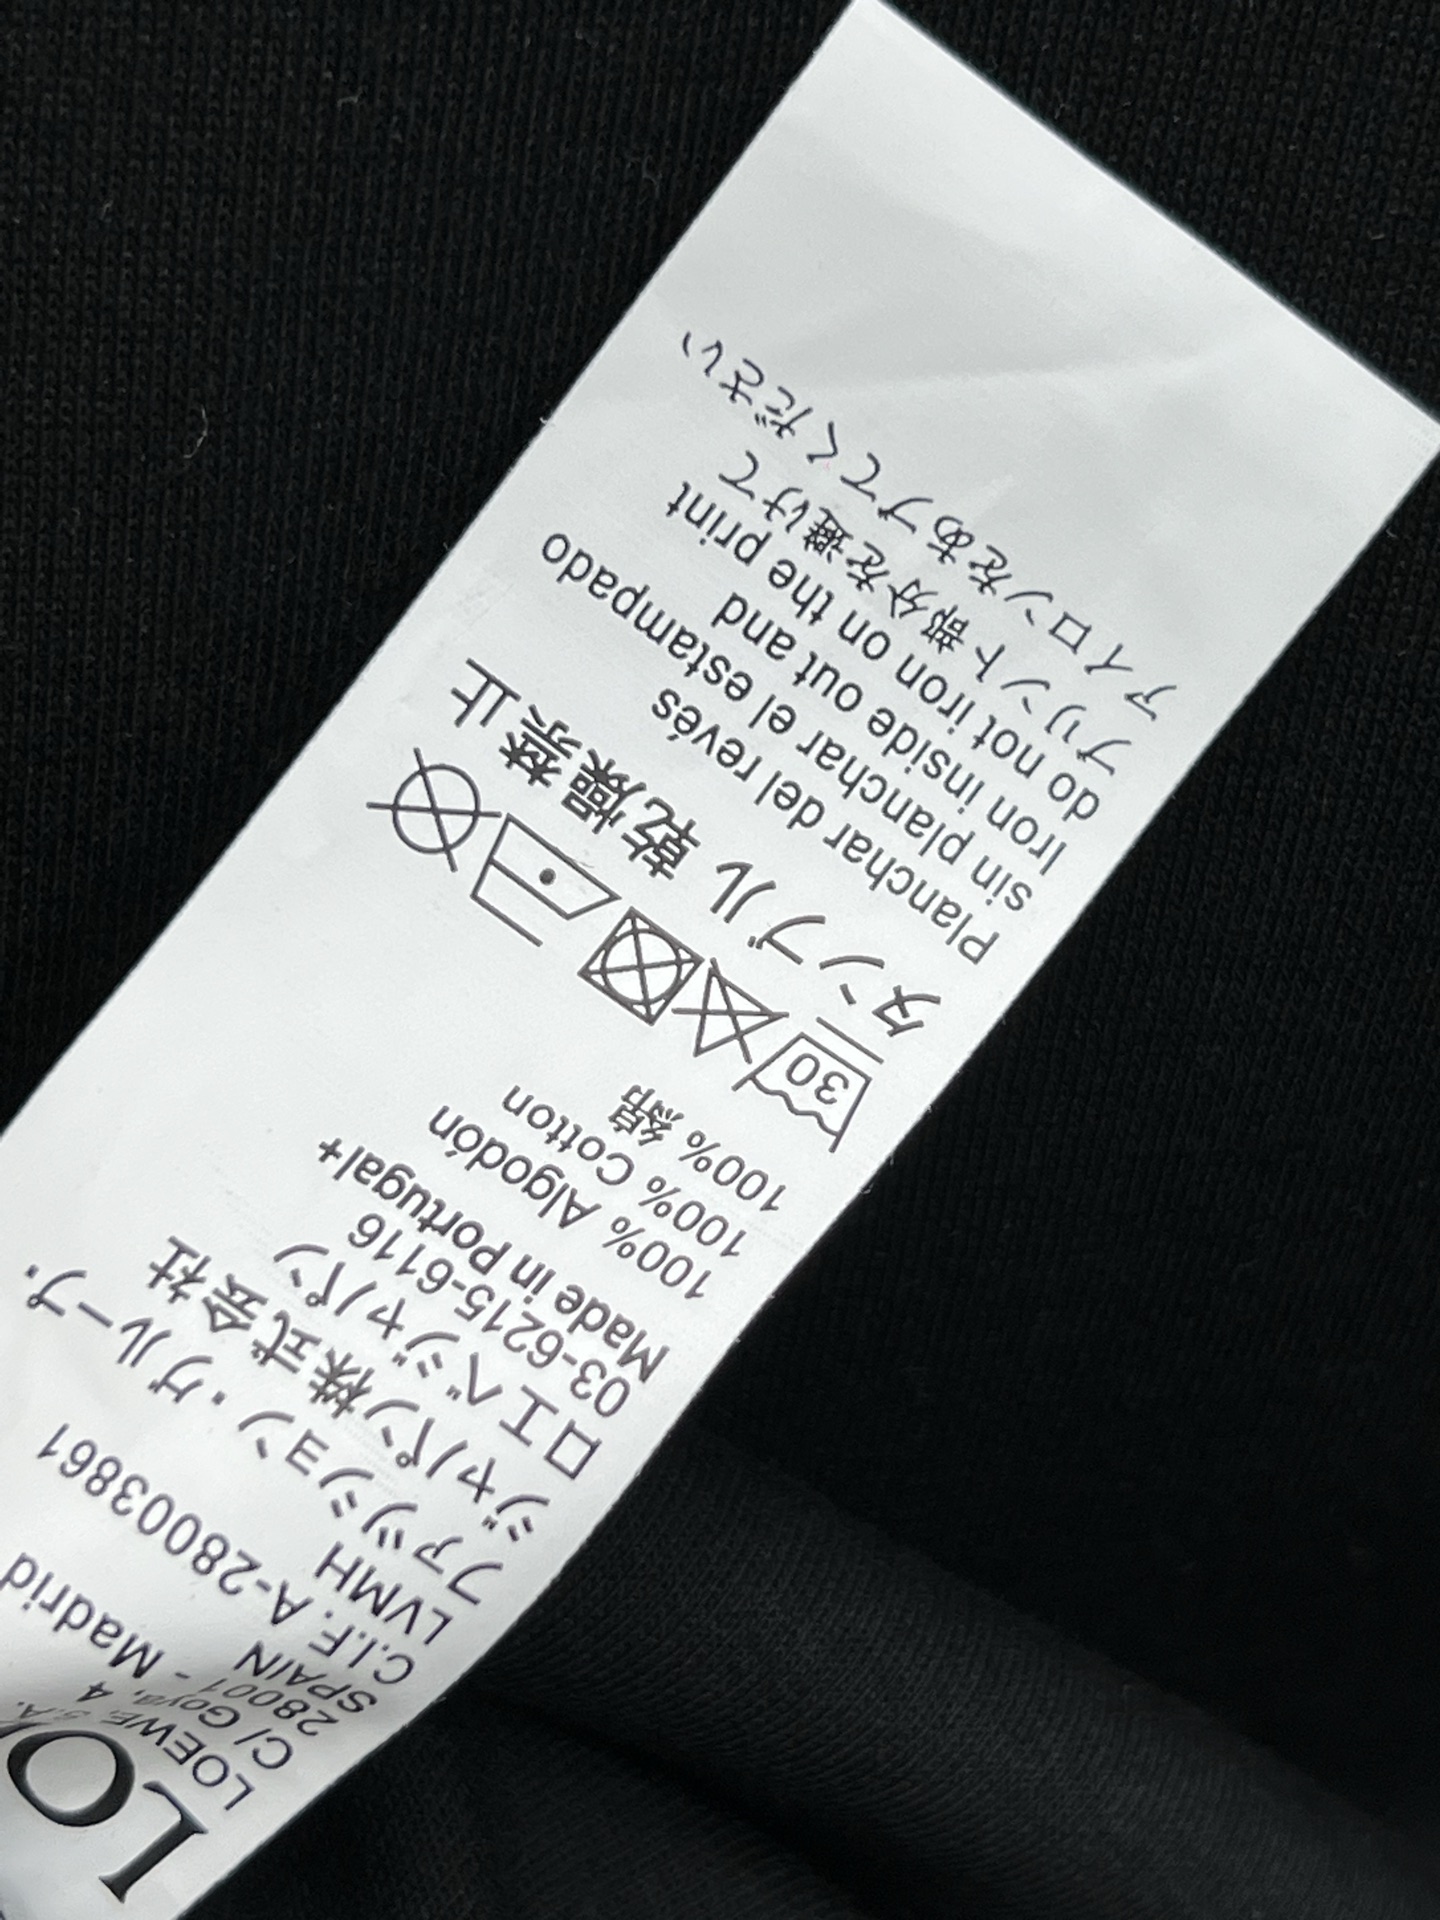 LO
LOEWE, S.A.
C/ Goya, 4
28001 - Madrid
SPAIN
C.I.F. A-28003861
LVMH
ファッション・グループ・
ジャパン株式会社
ロエベジャパン
03-6215-6116
Made in Portugal+
100% Algodón
100% Cotton
100% 綿
30
タンブル 乾燥禁止
Planchar del revés
sin planchar el estampado
Iron inside out and
do not iron on the print
プリント部分を避けて
アイロンをあブてください